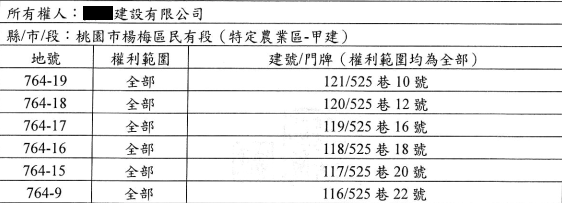 所有權人：建設有限公司
縣/市/段：桃園市楊梅區民有段（特定農業區-甲建）
地號 權利範圍 建號/門牌（權利範圍均為全部）
764-19 全部 121/525 巷 10 號
764-18 全部 120/525 巷 12 號
764-17 全部 119/525 巷 16 號
764-16 全部 118/525 巷 18 號
764-15 全部 117/525 巷 20 號
764-9 全部 116/525 巷 22 號